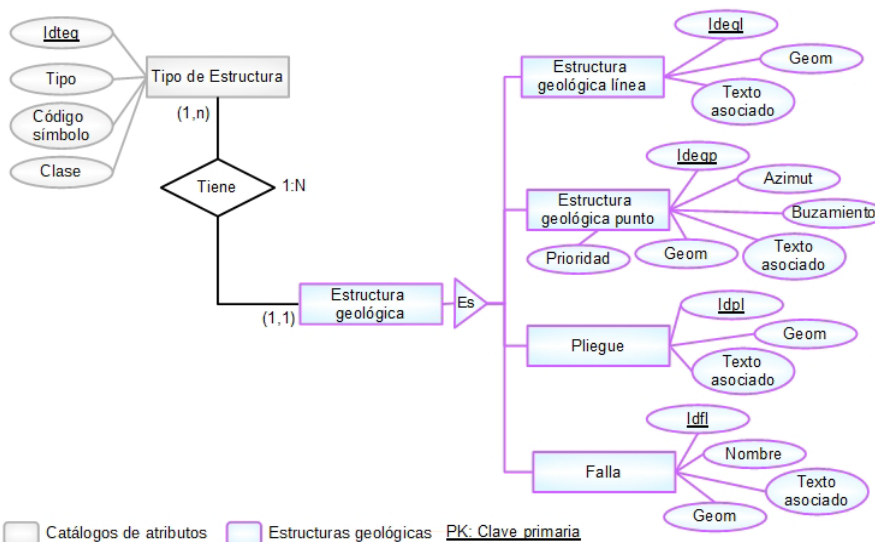 Idteg
Tipo
Código
símbolo
Clase
Tipo de Estructura
(1,n)
Tiene
1:N
(1,1)
Estructura
geológica
Es
Estructura
geológica línea
Idegl
Geom
Texto
asociado
Estructura
geológica punto
Idegp
Azimut
Buzamiento
Texto
asociado
Geom
Prioridad
Pliegue
Idpl
Geom
Texto
asociado
Falla
Idfl
Nombre
Texto
asociado
Geom
Catálogos de atributos
Estructuras geológicas
PK: Clave primaria